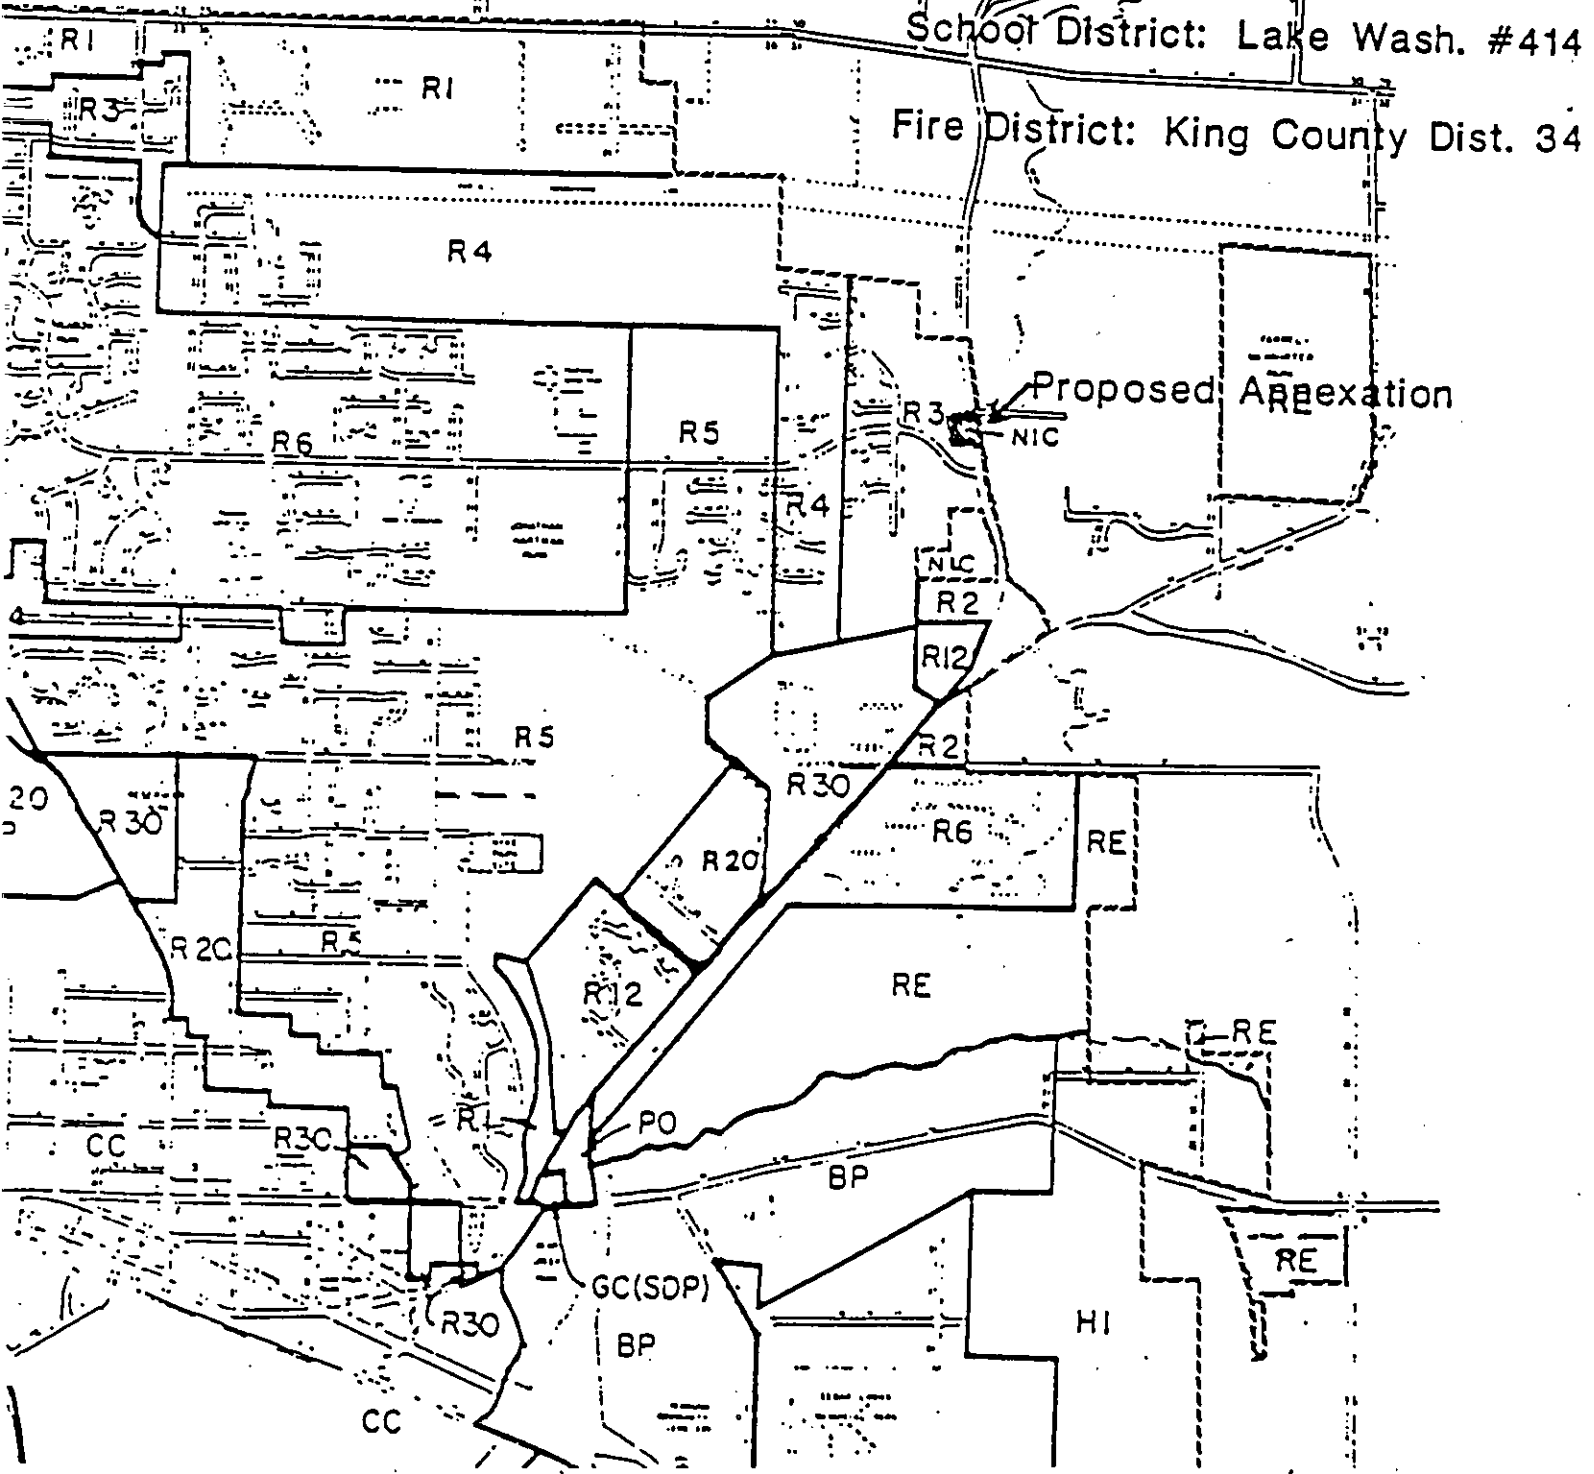 School District: Lake Wash. #414
R1
R1
R3
Fire District: King County Dist. 34
R4
Proposed Annexation
RE
R3
NIC
R5
R6
R4
NIC
R2
R12
R5
R2
R30
20
R30
R6
RE
R20
R20
R5
RE
R12
RE
R
PO
R30
CC
BP
RE
GC(SDP)
R30
HI
BP
CC